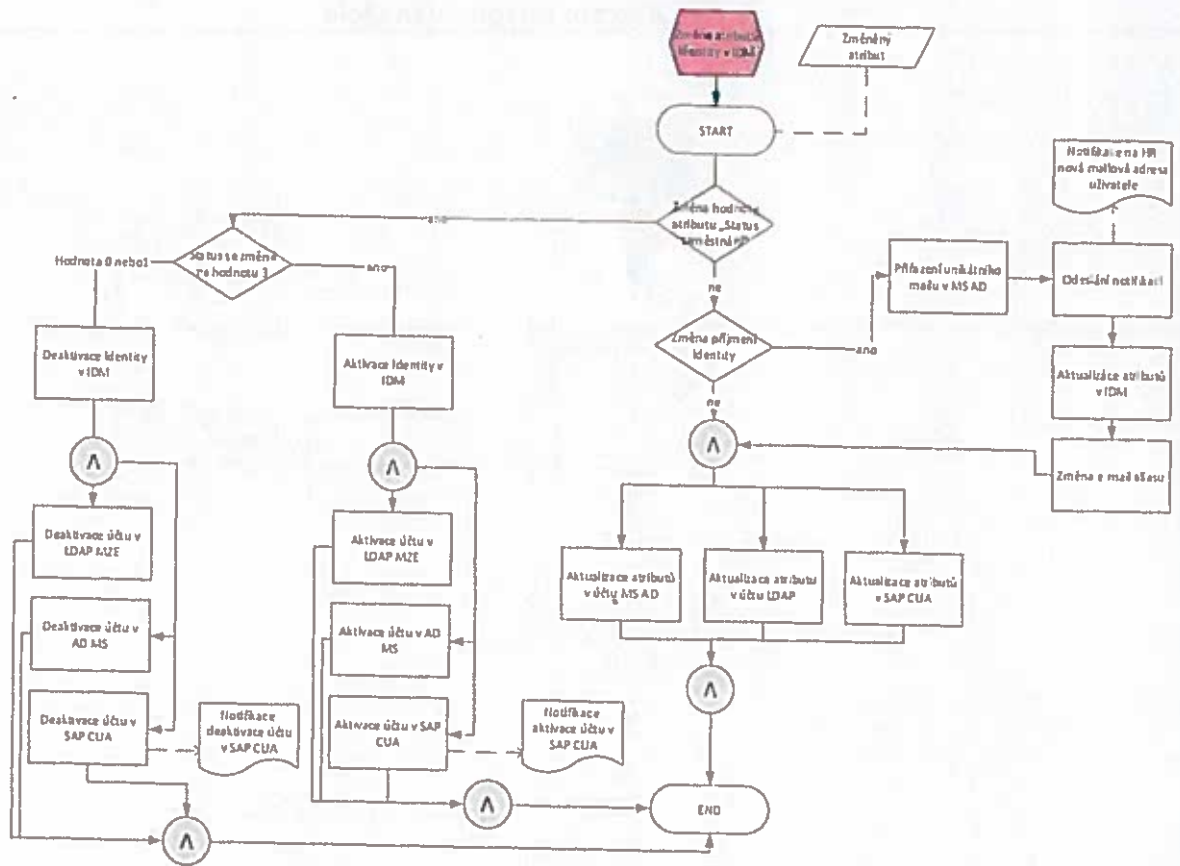 Změna atributu
Identity v IDM
Změněný
atribut
START
Notifikace na HR
nová mailová adresa
uživatele
Změna hodnoty
atributu „Status
zaměstnání"
ano
Status se změna
na hodnotu 3
Hodnota 0 nebo1
ano
ne
Přiřazení unikátního
mailu v MS AD
Odeslání notifikací
Změna příjmení
Identity
ano
ne
Deaktivace Identity
v IDM
Aktivace Identity v
IDM
Aktualizace atributů
v IDM
Λ
Λ
Λ
Změna e mail
Deaktivace účtu v
LDAP MZE
Aktivace účtu v
LDAP MZE
Aktualizace atributů
v účtu MS AD
Aktualizace atributu
v účtu LDAP
Aktualizace atributů
v SAP CUA
Deaktivace účtu v
AD MS
Aktivace účtu v AD
MS
Λ
Deaktivace účtu v
SAP CUA
Notifikace
deaktivace účtu
v SAP CUA
Aktivace účtu v SAP
CUA
Notifikace
aktivace účtu v
SAP CUA
Λ
Λ
END